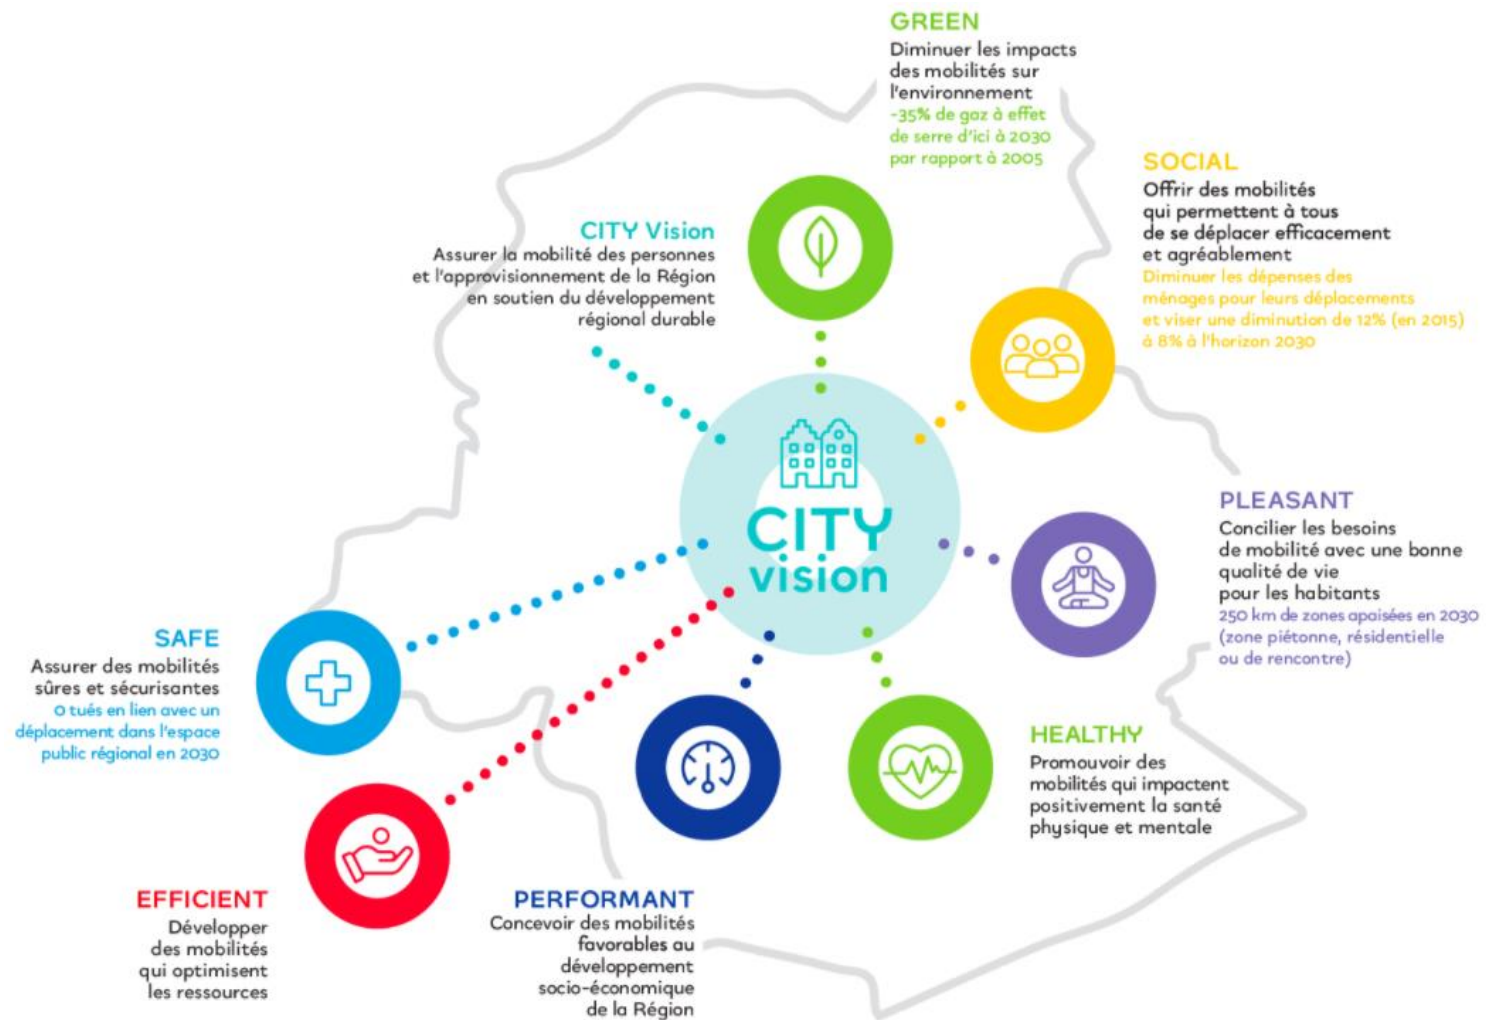 GREEN
Diminuer les impacts
des mobilités sur
l'environnement
-35% de gaz à effet
de serre d'ici à 2030
par rapport à 2005
SOCIAL
Offrir des mobilités
qui permettent à tous
de se déplacer efficacement
et agréablement
Diminuer les dépenses des
ménages pour leurs déplacements
et viser une diminution de 12% (en 2015)
à 8% à l'horizon 2030
CITY Vision
Assurer la mobilité des personnes
et l'approvisionnement de la Région
en soutien du développement
régional durable
CITY
vision
PLEASANT
Concilier les besoins
de mobilité avec une bonne
qualité de vie
pour les habitants
250 km de zones apaisées en 2030
(zone piétonne, résidentielle
ou de rencontre)
SAFE
Assurer des mobilités
sûres et sécurisantes
0 tués en lien avec un
déplacement dans l'espace
public régional en 2030
HEALTHY
Promouvoir des
mobilités qui impactent
positivement la santé
physique et mentale
EFFICIENT
Développer
des mobilités
qui optimisent
les ressources
PERFORMANT
Concevoir des mobilités
favorables au
développement
socio-économique
de la Région